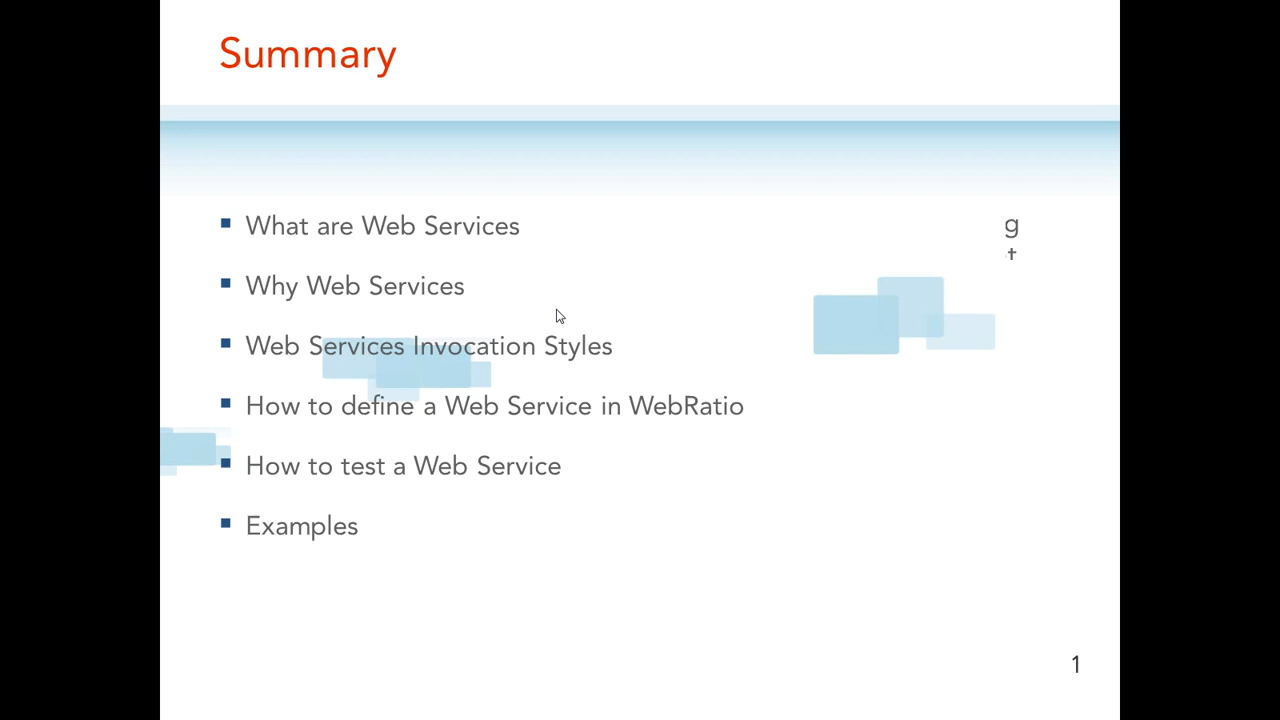 Summary
What are Web Services
g
t
Why Web Services
Web Services Invocation Styles
How to define a Web Service in WebRatio
How to test a Web Service
Examples
1